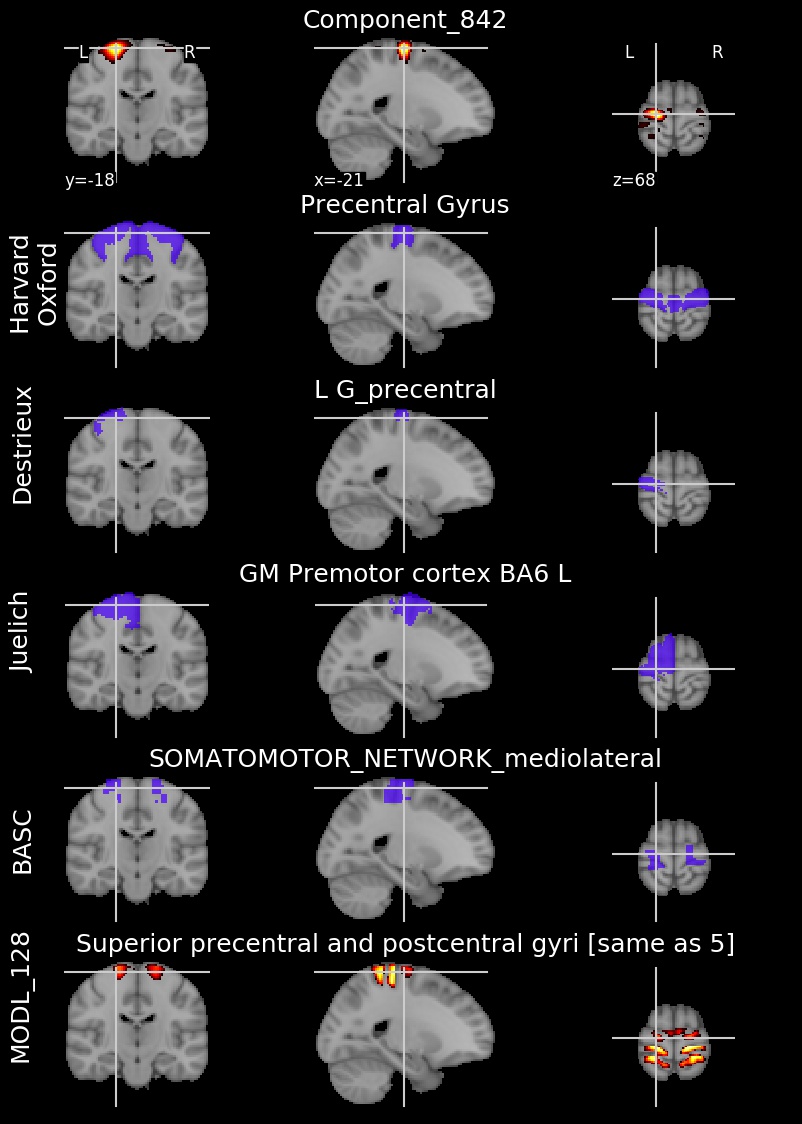 Component_842
L R
L R
y=-18
x=-21
z=68
Precentral Gyrus
Harvard
Oxford
L G_precentral
Destrieux
GM Premotor cortex BA6 L
Juelich
SOMATOMOTOR_NETWORK_mediolateral
BASC
Superior precentral and postcentral gyri [same as 5]
MODL_128